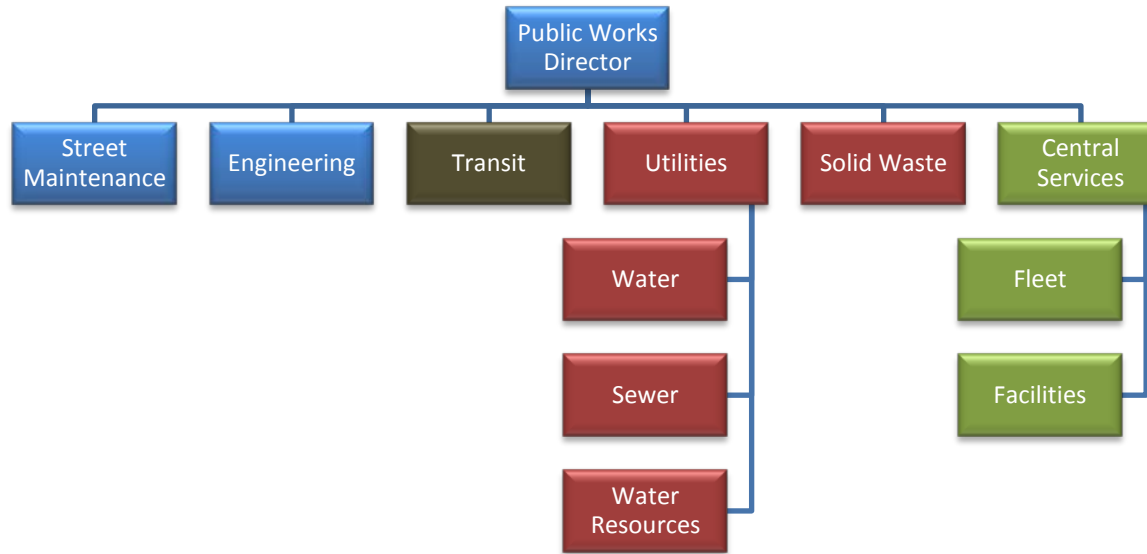 Public Works
Director
Street
Maintenance
Engineering
Transit
Utilities
Solid Waste
Central
Services
Water
Fleet
Sewer
Facilities
Water
Resources